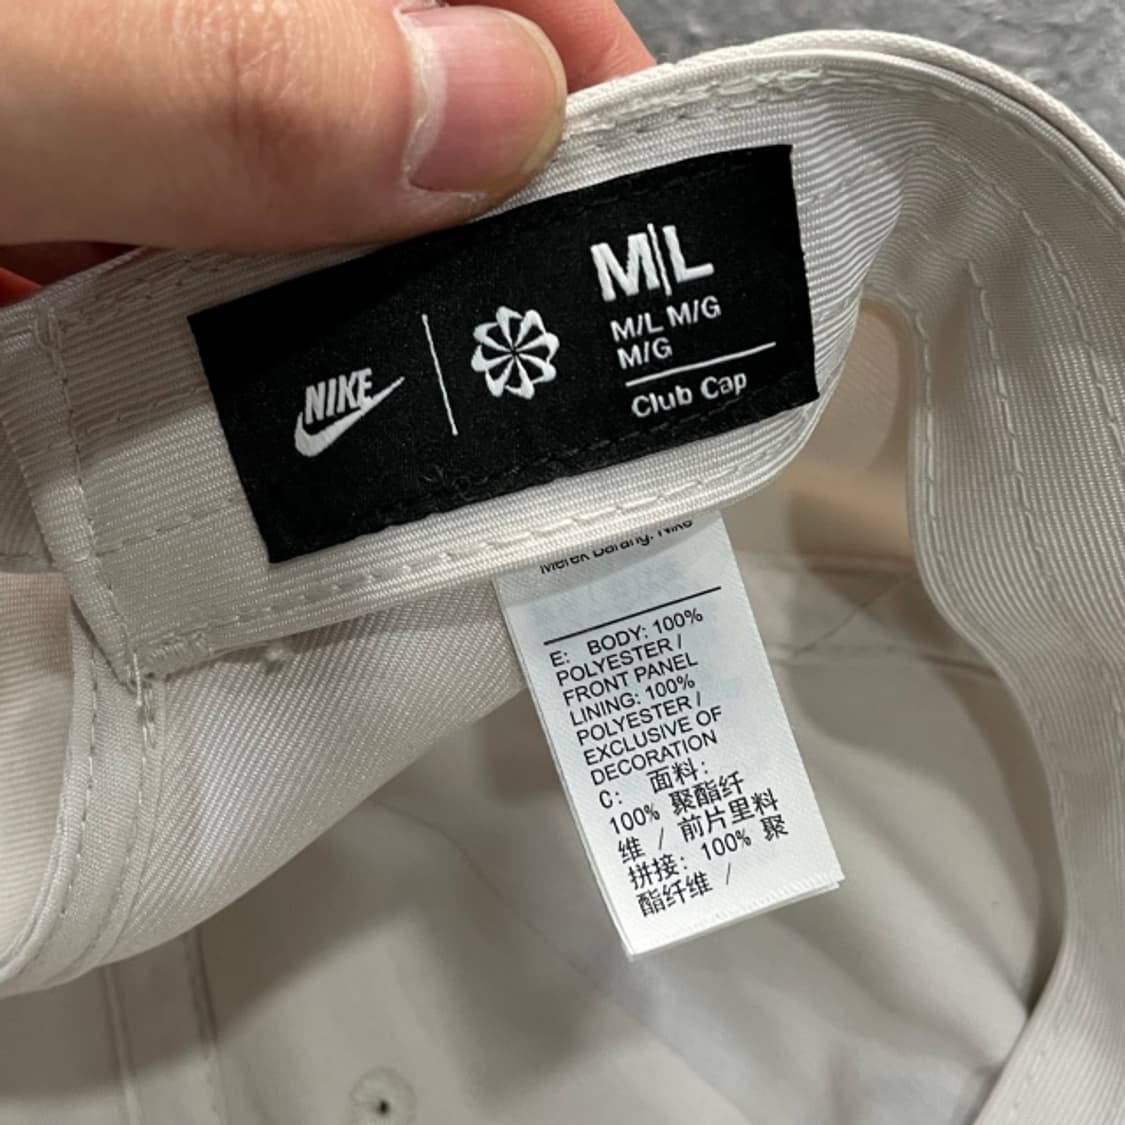 NIKE
M|L
M/L M/G
M/G
Club Cap
Merek Barang: Nike
E: BODY: 100%
POLYESTER /
FRONT PANEL
LINING: 100%
POLYESTER /
EXCLUSIVE OF
DECORATION
C: 面料:
100% 聚酯纤
维 / 前片里料
拼接: 100% 聚
酯纤维 /